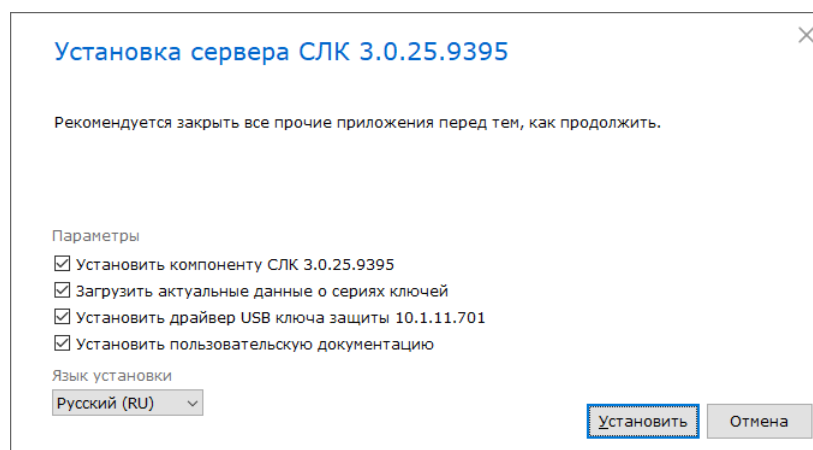 Установка сервера СЛК 3.0.25.9395
Рекомендуется закрыть все прочие приложения перед тем, как продолжить.
Параметры
Установить компоненту СЛК 3.0.25.9395
Загрузить актуальные данные о сериях ключей
Установить драйвер USB ключа защиты 10.1.11.701
Установить пользовательскую документацию
Язык установки
Русский (RU)
Установить Отмена